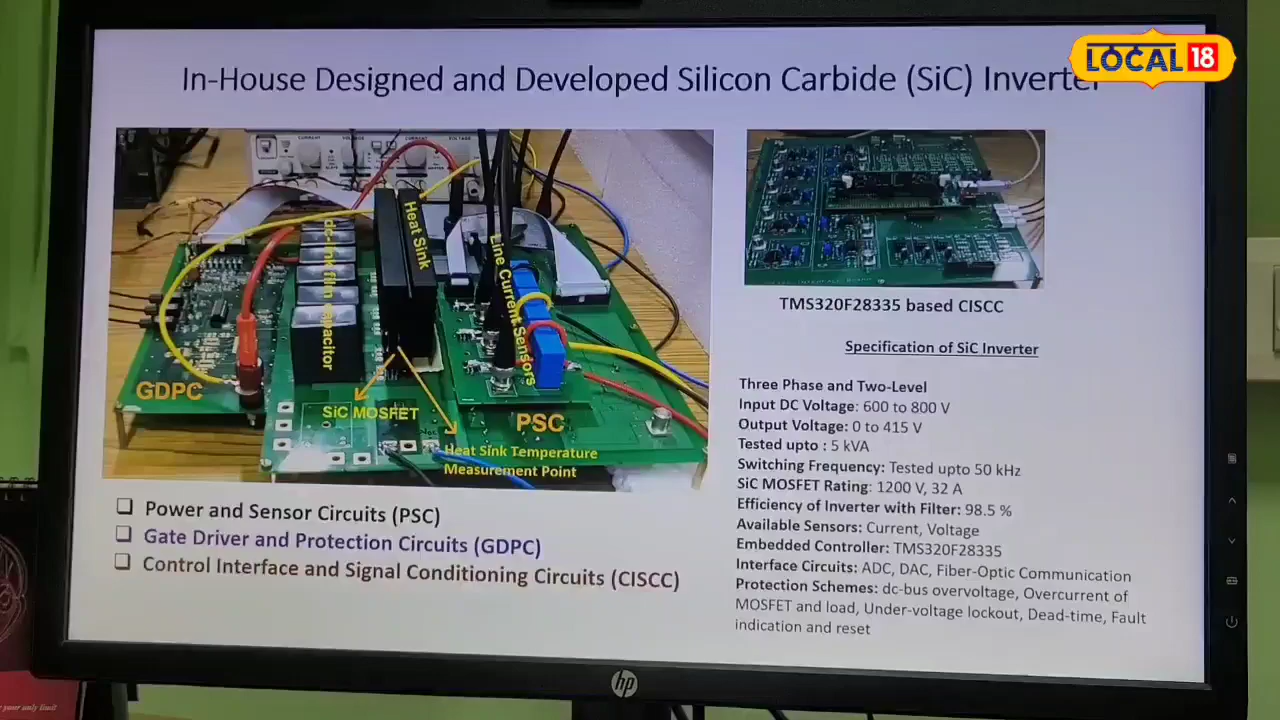 LOCAL 18
In-House Designed and Developed Silicon Carbide (SiC) Inverter
dc-link film capacitor
Heat Sink
Line Current Sensors
GDPC
SiC MOSFET
PSC
Heat Sink Temperature
Measurement Point
❑ Power and Sensor Circuits (PSC)
❑ Gate Driver and Protection Circuits (GDPC)
❑ Control Interface and Signal Conditioning Circuits (CISCC)
TMS320F28335 based CISCC
Specification of SiC Inverter
Three Phase and Two-Level
Input DC Voltage: 600 to 800 V
Output Voltage: 0 to 415 V
Tested upto : 5 kVA
Switching Frequency: Tested upto 50 kHz
SiC MOSFET Rating: 1200 V, 32 A
Efficiency of Inverter with Filter: 98.5 %
Available Sensors: Current, Voltage
Embedded Controller: TMS320F28335
Interface Circuits: ADC, DAC, Fiber-Optic Communication
Protection Schemes: dc-bus overvoltage, Overcurrent of
MOSFET and load, Under-voltage lockout, Dead-time, Fault
indication and reset
hp
your only limit